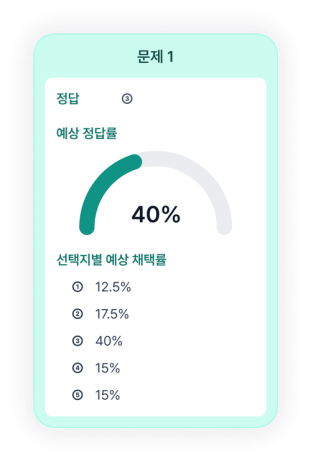 문제 1
정답 ③
예상 정답률
40%
선택지별 예상 채택률
① 12.5%
② 17.5%
③ 40%
④ 15%
⑤ 15%